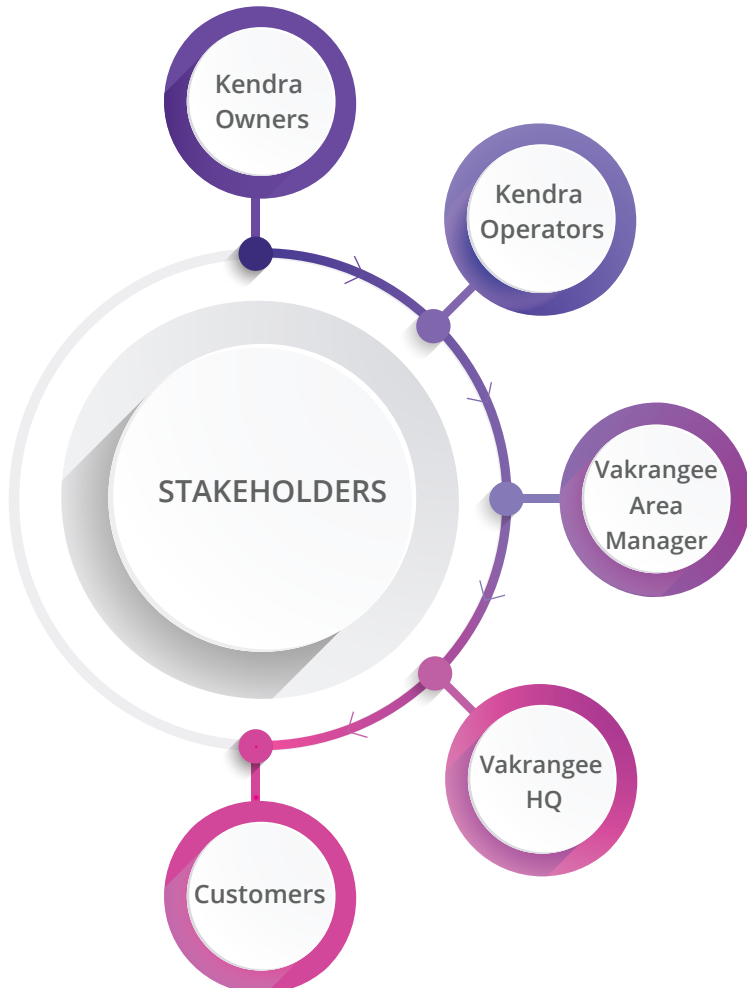 Kendra
Owners
Kendra
Operators
Vakrangee
Area
Manager
STAKEHOLDERS
Vakrangee
HQ
Customers